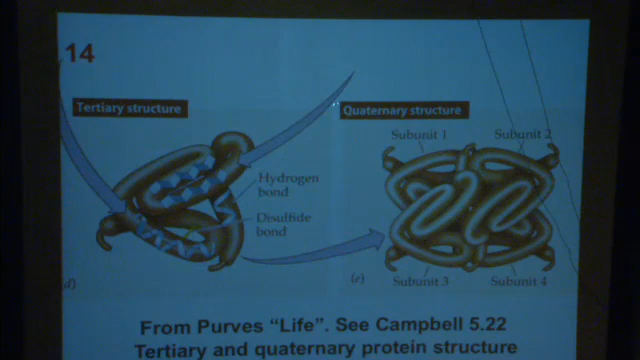 14
Tertiary structure
Quaternary structure
Subunit 1
Subunit 2
Hydrogen
bond
Disulfide
bond
d)
(e)
Subunit 3
Subunit 4
From Purves “Life”. See Campbell 5.22
Tertiary and quaternary protein structure